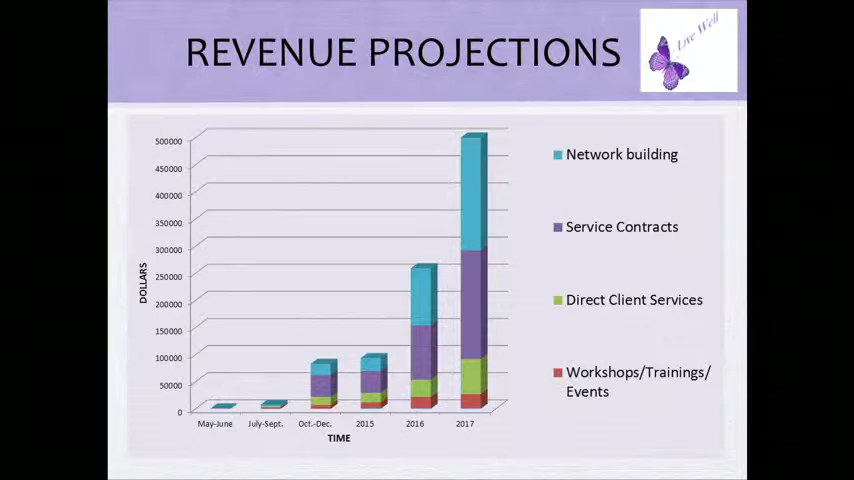 REVENUE PROJECTIONS
Live Well
500000
450000
400000
350000
300000
250000
200000
150000
100000
50000
0
DOLLARS
May-June July-Sept. Oct.-Dec. 2015 2016 2017
TIME
Network building
Service Contracts
Direct Client Services
Workshops/Trainings/
Events